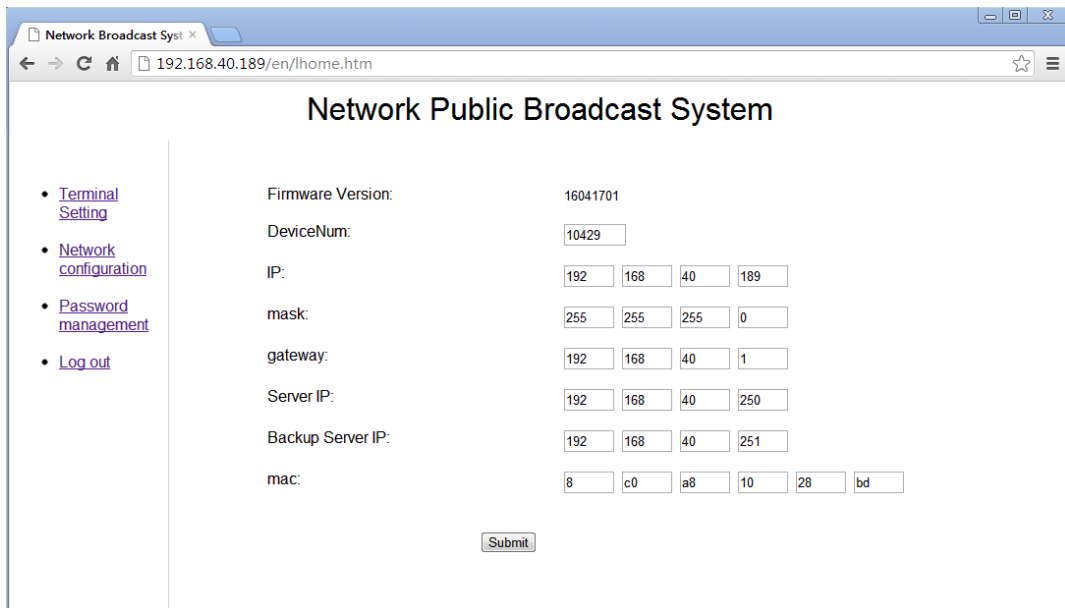 Network Broadcast Syst
192.168.40.189/en/lhome.htm
Network Public Broadcast System
Terminal
Setting
Network
configuration
Password
management
Log out
Firmware Version: 16041701
DeviceNum: 10429
IP: 192 168 40 189
mask: 255 255 255 0
gateway: 192 168 40 1
Server IP: 192 168 40 250
Backup Server IP: 192 168 40 251
mac: 8 c0 a8 10 28 bd
Submit